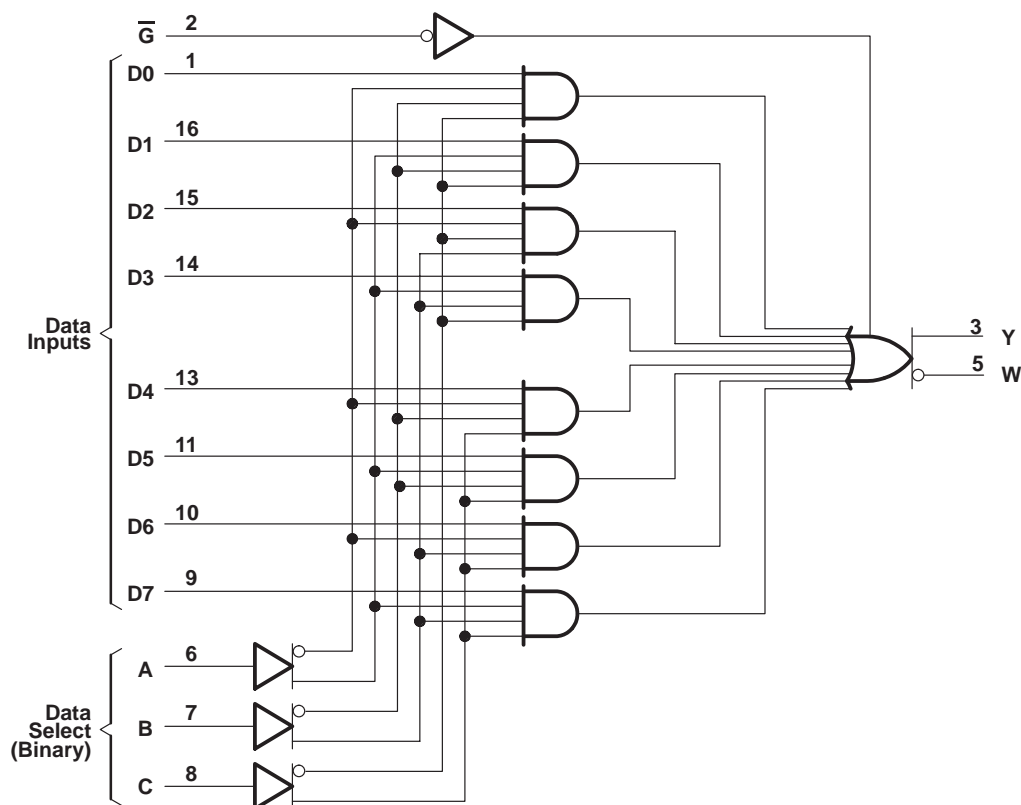 G̅ 2
D0 1
D1 16
D2 15
D3 14
Data
Inputs
D4 13
D5 11
D6 10
D7 9
3 Y
5 W
A 6
Data
Select
(Binary)
B 7
C 8